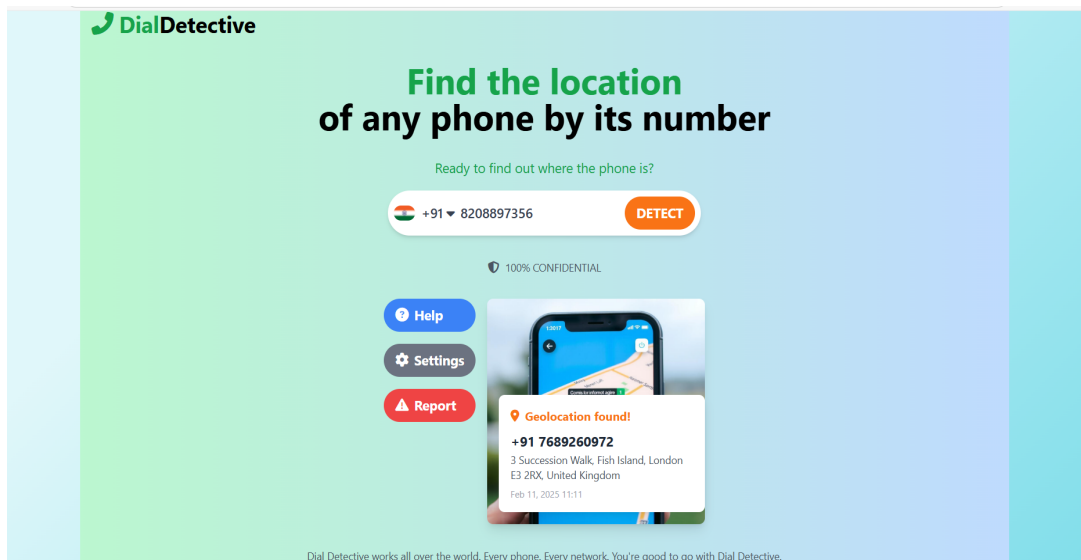 DialDetective
Find the location
of any phone by its number
Ready to find out where the phone is?
+91 8208897356 DETECT
100% CONFIDENTIAL
Help
Settings
Report
Geolocation found!
+91 7689260972
3 Succession Walk, Fish Island, London
E3 2RX, United Kingdom
Feb 11, 2025 11:11
Dial Detective works all over the world. Every phone. Every network. You're good to go with Dial Detective.